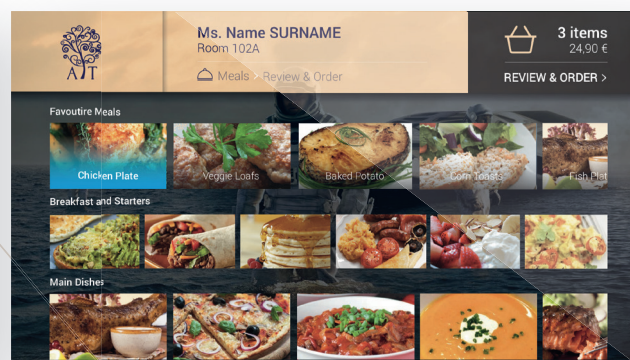 A T
Ms. Name SURNAME
Room 102A
Meals > Review & Order
3 items
24,90 €
REVIEW & ORDER >
Favoutire Meals
Chicken Plate
Veggie Loafs
Baked Potato
Corn Toasts
Fish Plat
Breakfast and Starters
Main Dishes